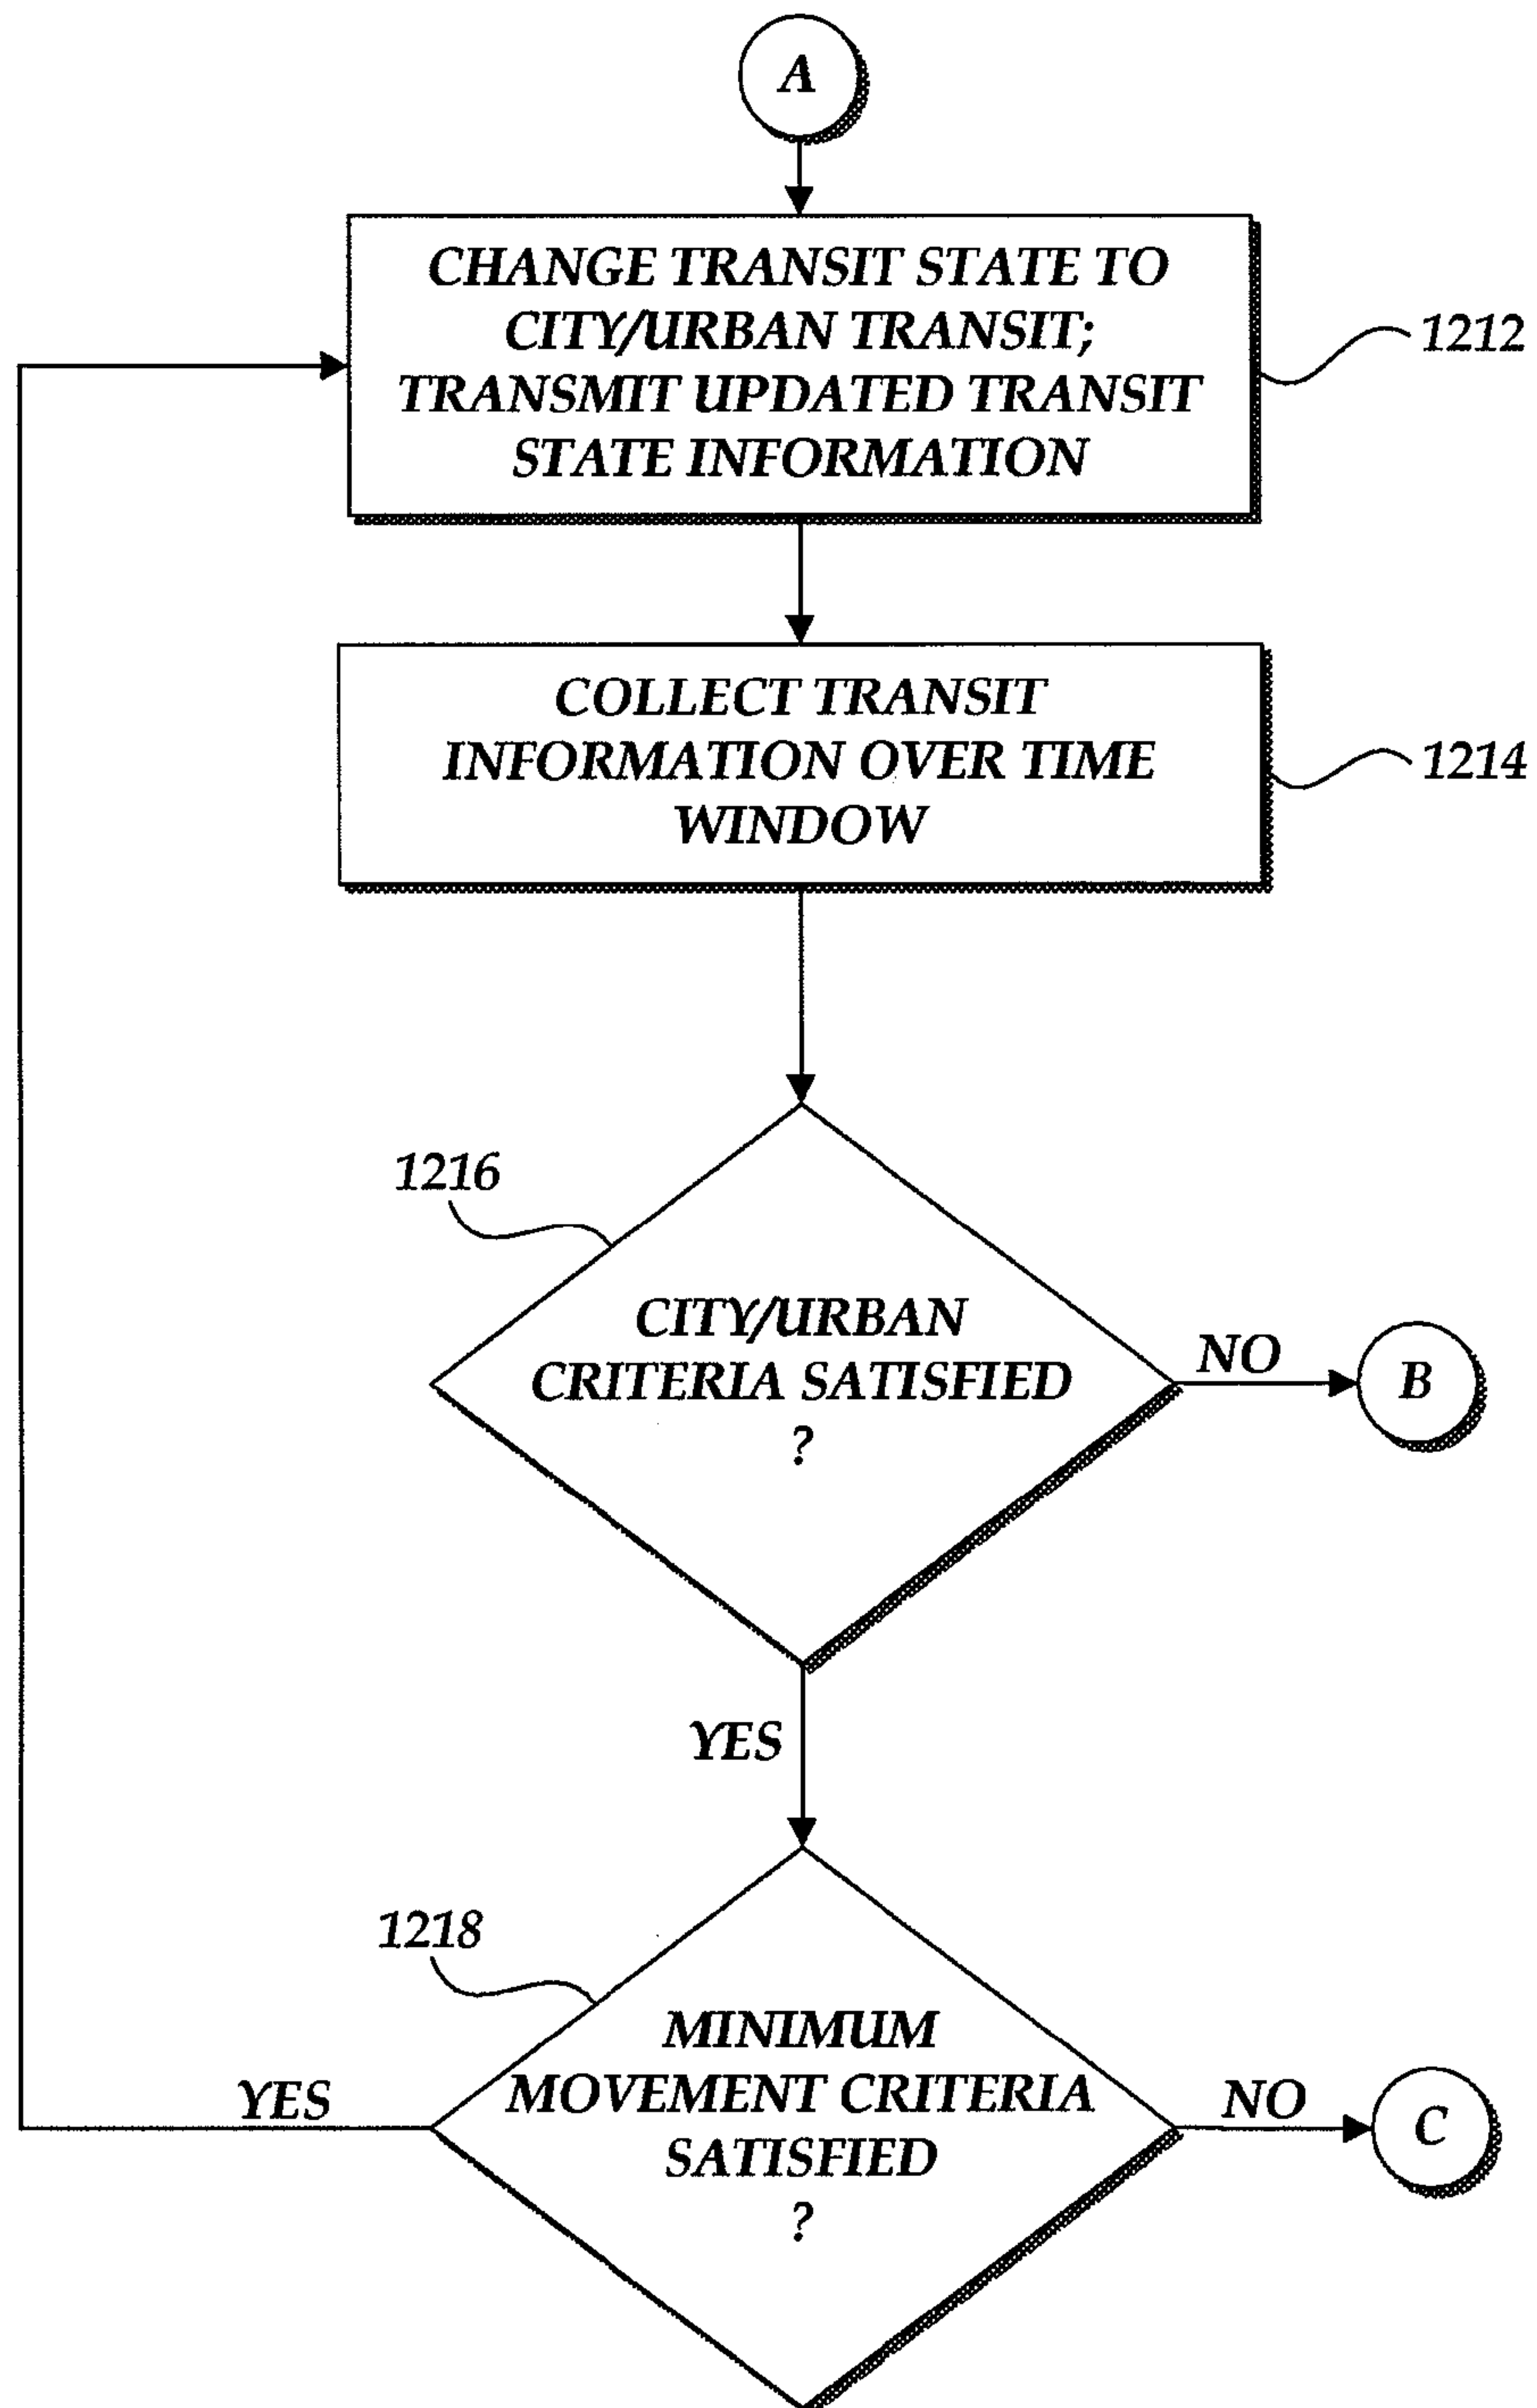 A
CHANGE TRANSIT STATE TO
CITY/URBAN TRANSIT;
TRANSMIT UPDATED TRANSIT
STATE INFORMATION
1212
COLLECT TRANSIT
INFORMATION OVER TIME
WINDOW
1214
1216
CITY/URBAN
CRITERIA SATISFIED
?
NO
B
YES
1218
MINIMUM
MOVEMENT CRITERIA
SATISFIED
?
YES
NO
C